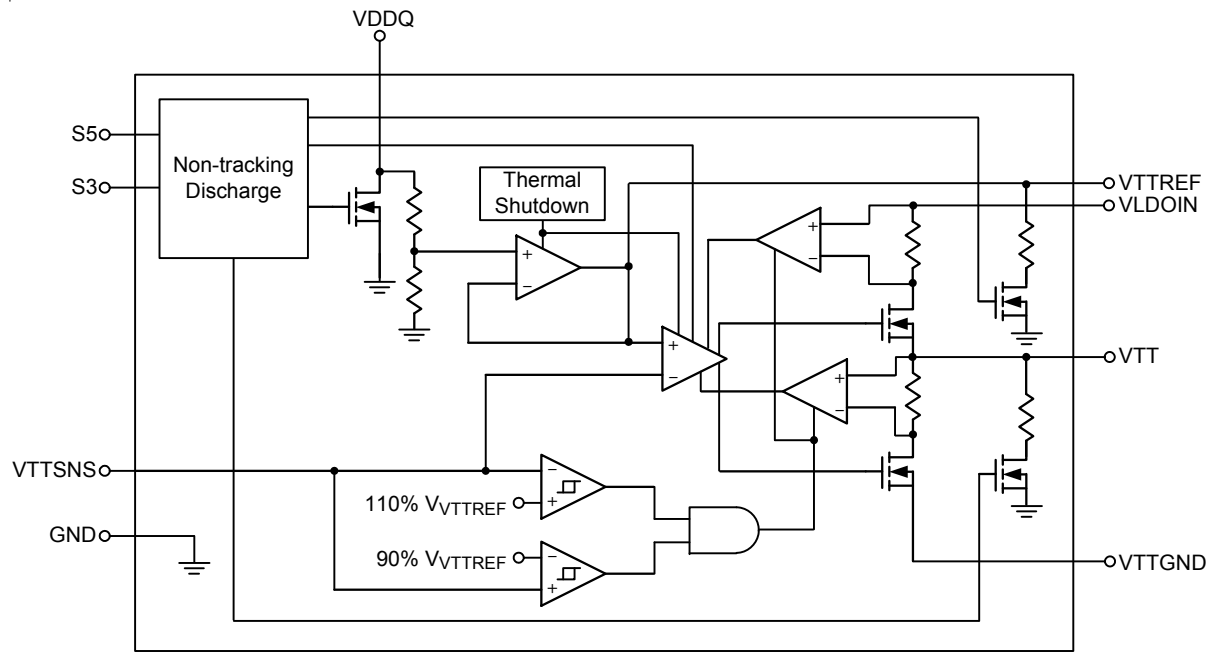 VDDQ
S5
S3
Non-tracking
Discharge
Thermal
Shutdown
VTTREF
VLDOIN
+
−
+
−
+
−
VTT
+
−
VTTSNS
−
110% VVTTREF
+
GND
90% VVTTREF
−
+
VTTGND